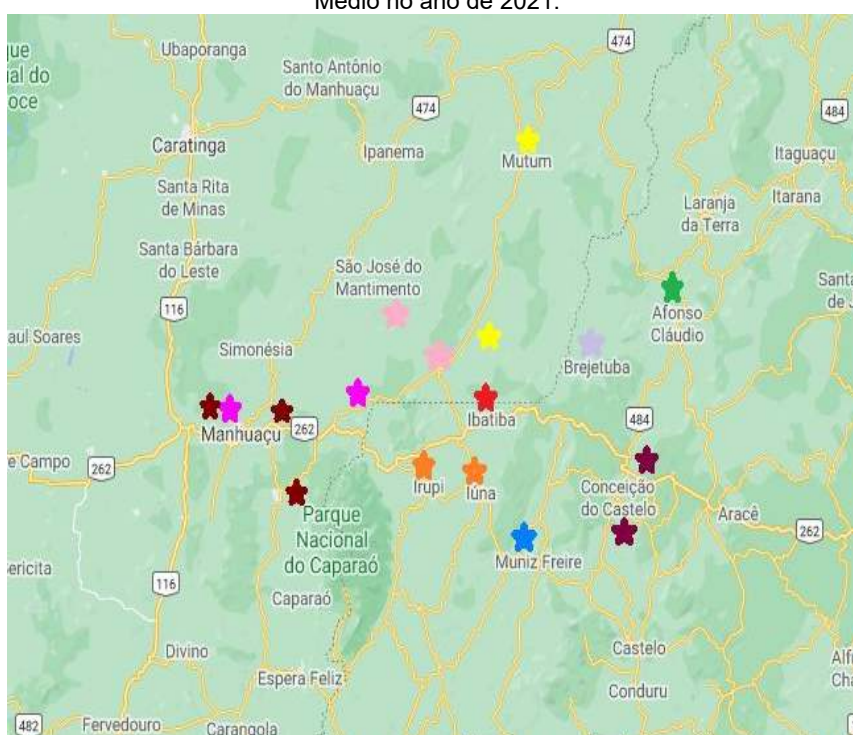 Médio no ano de 2021.
474
Ubaporanga
Santo Antônio
do Manhuaçu
474
484
Caratinga
Ipanema
Mutum
Itaguaçu
Santa Rita
de Minas
Laranja
da Terra
Itarana
Santa Bárbara
do Leste
São José do
Mantimento
116
Afonso
Cláudio
Simonésia
Brejetuba
Manhuaçu
262
Ibatiba
484
262
Irupi
Iúna
Conceição
do Castelo
Aracê
262
Parque
Nacional
do Caparaó
Muniz Freire
116
Caparaó
Divino
Castelo
Espera Feliz
Conduru
482
Fervedouro
Carangola